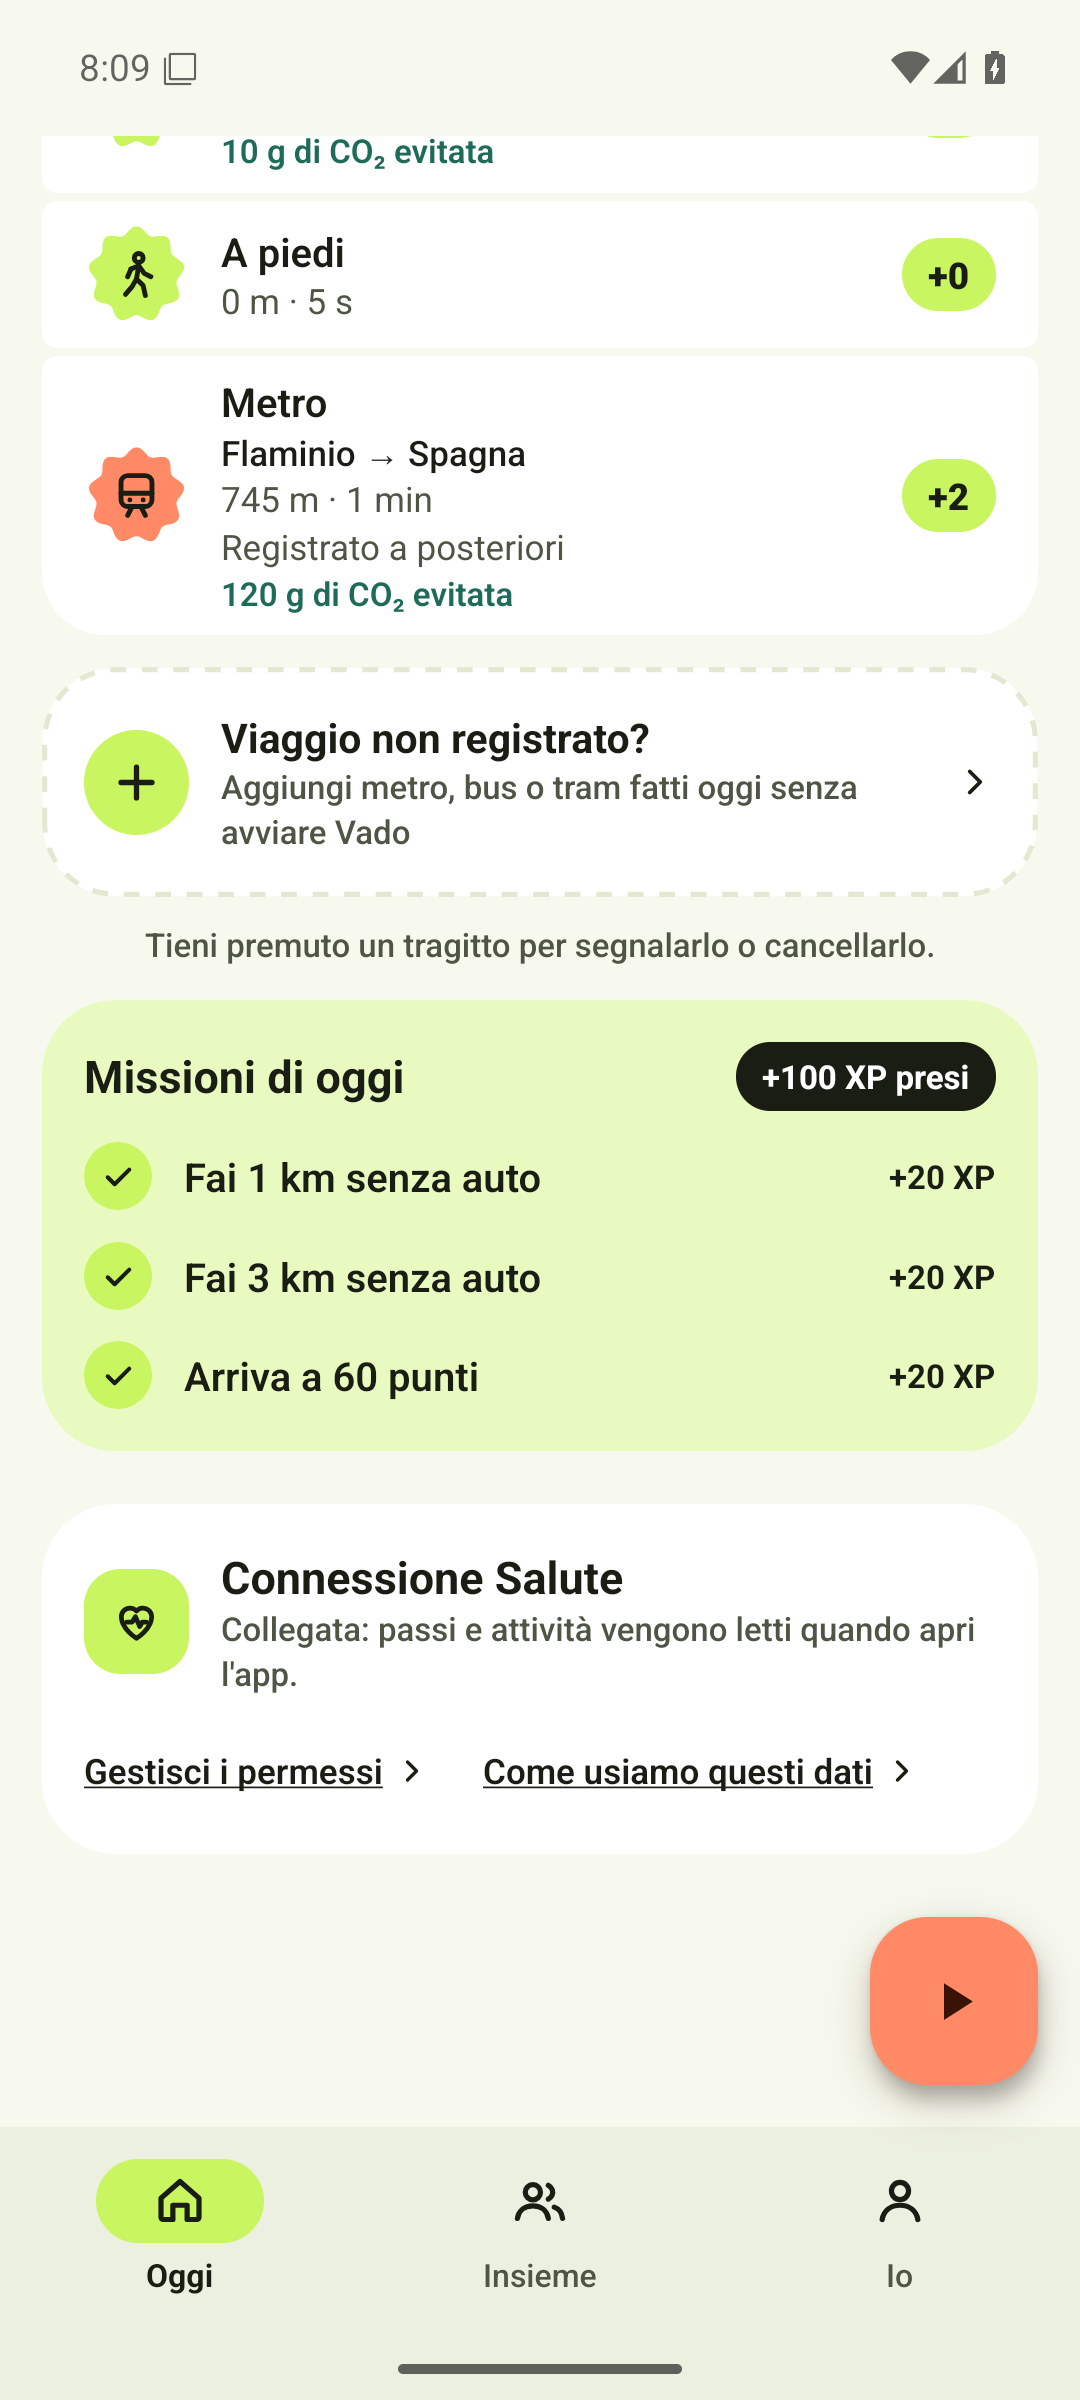 8:09
10 g di CO₂ evitata
A piedi
0 m · 5 s
+0
Metro
Flaminio → Spagna
745 m · 1 min
Registrato a posteriori
120 g di CO₂ evitata
+2
Viaggio non registrato?
Aggiungi metro, bus o tram fatti oggi senza
avviare Vado
Tieni premuto un tragitto per segnalarlo o cancellarlo.
Missioni di oggi
+100 XP presi
Fai 1 km senza auto
+20 XP
Fai 3 km senza auto
+20 XP
Arriva a 60 punti
+20 XP
Connessione Salute
Collegata: passi e attività vengono letti quando apri
l'app.
Gestisci i permessi
Come usiamo questi dati
Oggi
Insieme
Io